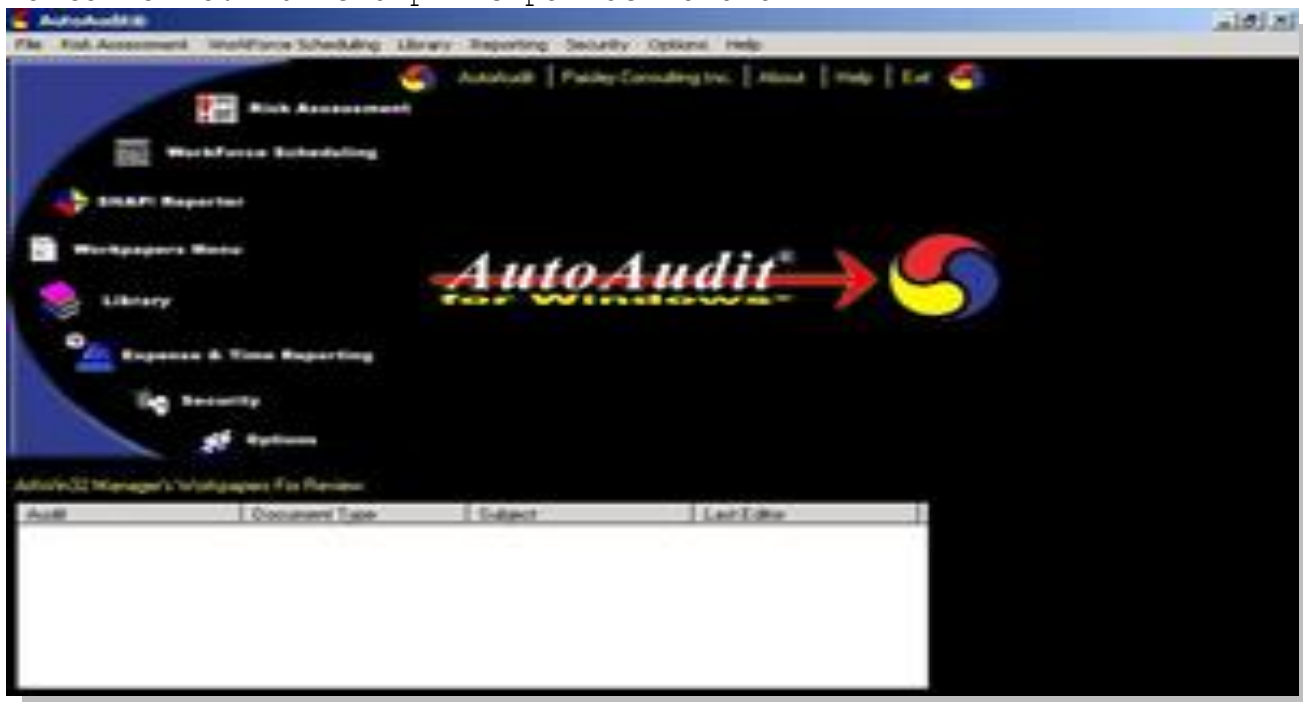 AutoAudit®
File Risk Assessment WorkForce Scheduling Library Reporting Security Options Help
AutoAudit | Paisley Consulting Inc. | About | Help | Exit
Risk Assessment
WorkForce Scheduling
SNAP! Reporter
Workpapers Menu
AutoAudit®
for Windows™
Library
Expense & Time Reporting
Security
Options
Manager's Workpapers For Review
Audit Document Type Subject Last Editor